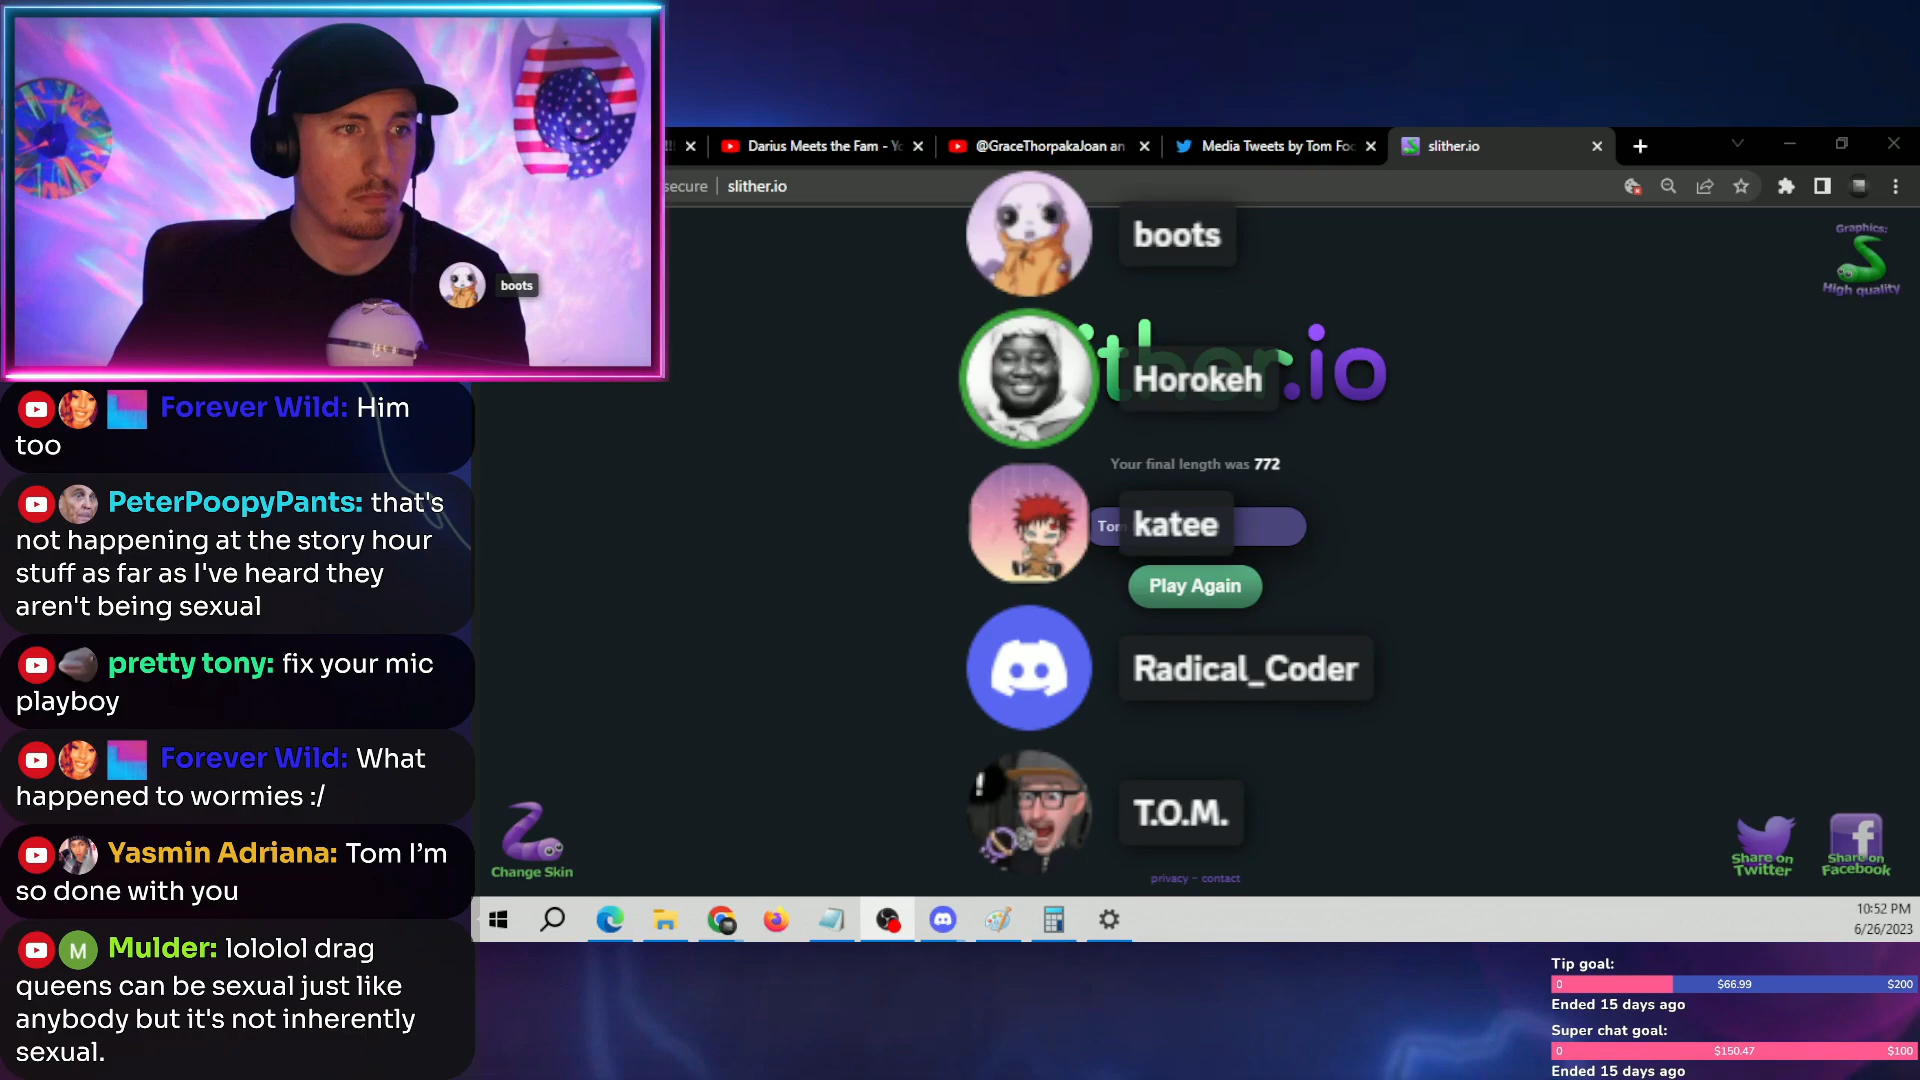 boots
Darius Meets the Fam - Yo
@GraceThorpakaJoan an
Media Tweets by Tom Foo
slither.io
secure | slither.io
Graphics:
High quality
boots
Horokeh
ther.io
Your final length was 772
Tom
katee
Play Again
Radical_Coder
T.O.M.
privacy - contact
Change Skin
Share on Twitter
Share on Facebook
10:52 PM
6/26/2023
Forever Wild: Him
too
PeterPoopyPants: that's
not happening at the story hour
stuff as far as I've heard they
aren't being sexual
pretty tony: fix your mic
playboy
Forever Wild: What
happened to wormies :/
Yasmin Adriana: Tom I’m
so done with you
M Mulder: lololol drag
queens can be sexual just like
anybody but it's not inherently
sexual.
Tip goal:
0 $66.99 $200
Ended 15 days ago
Super chat goal:
0 $150.47 $100
Ended 15 days ago